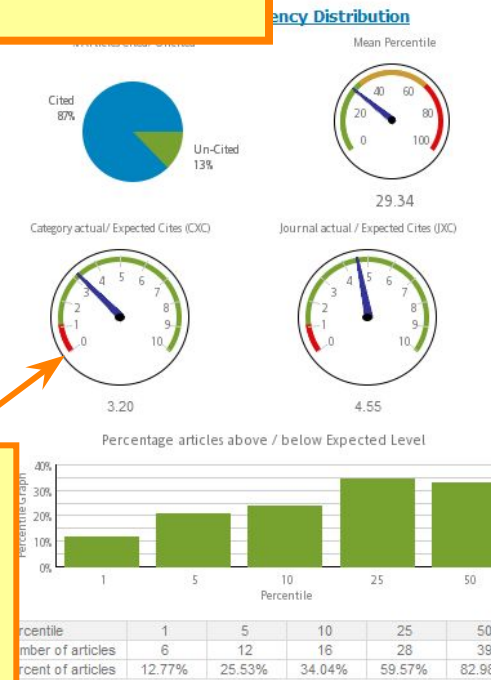 ency Distribution
Mean Percentile
Cited
87%
Un-Cited
13%
0 20 40 60 80 100
29.34
Category actual/ Expected Cites (CXC)
Journal actual / Expected Cites (JXC)
0 1 2 3 4 5 6 7 8 9 10
0 1 2 3 4 5 6 7 8 9 10
3.20
4.55
Percentage articles above / below Expected Level
Percentile Graph
40%
30%
20%
10%
0%
1 5 10 25 50
Percentile
rcentile 1 5 10 25 50
mber of articles 6 12 16 28 39
rcent of articles 12.77% 25.53% 34.04% 59.57% 82.98